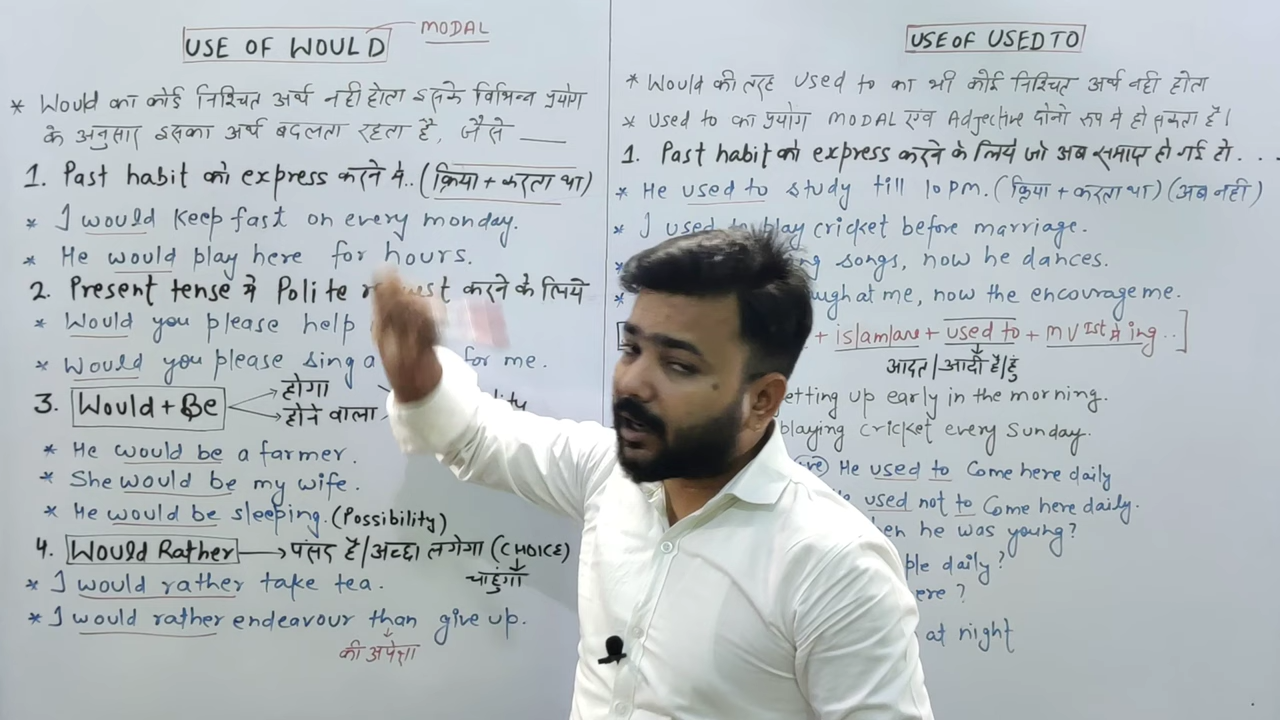 USE OF WOULD
MODAL
* Would का कोई निश्चित अर्थ नही होता इसके विभिन्न प्रयोग
के अनुसार इसका अर्थ बदलता रहता है, जैसे ___
1. Past habit को express करने मे.. (क्रिया + करता था)
* I would keep fast on every monday.
* He would play here for hours.
2. Present tense मे Polite करने के लिये
* Would you please help
* Would you please sing a for me.
3. Would + Be
होगा
होने वाला
* He would be a farmer.
* She would be my wife.
* He would be sleeping. (Possibility)
4. Would Rather → पंसद है/अच्छा लगेगा (CHOICE)
चाहुंगा
* I would rather take tea.
* I would rather endeavour than give up.
की अपेक्षा
USE OF USED TO
* Would की तरह used to का भी कोई निश्चित अर्थ नही होता
* used to का प्रयोग MODAL एवं Adjective दोनो रूप मे हो सकता है।
1. Past habit को express करने के लिये जो अब समाप्त हो गई हो....
* He used to study till 10 pm. (क्रिया + करता था) (अब नही)
* I used to play cricket before marriage.
* songs, now he dances.
* at me, now the encourage me.
+ is/am/are + used to + MV Ist मे ing..]
आदत/आदी है/हुं
getting up early in the morning.
playing cricket every Sunday.
He used to come here daily
used not to come here daily.
he was young?
daily?
at night